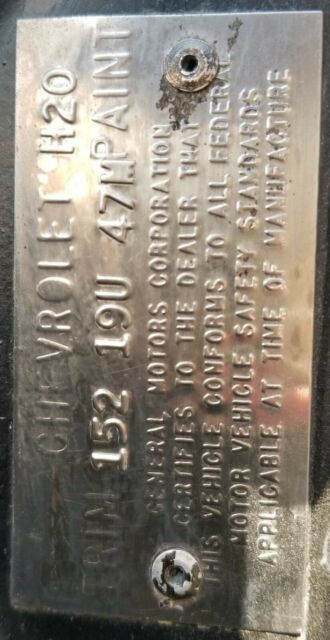 CHEVROLET H20
TRIM 152 19U 47M PAINT
GENERAL MOTORS CORPORATION
CERTIFIES TO THE DEALER THAT
THIS VEHICLE CONFORMS TO ALL FEDERAL
MOTOR VEHICLE SAFETY STANDARDS
APPLICABLE AT TIME OF MANUFACTURE